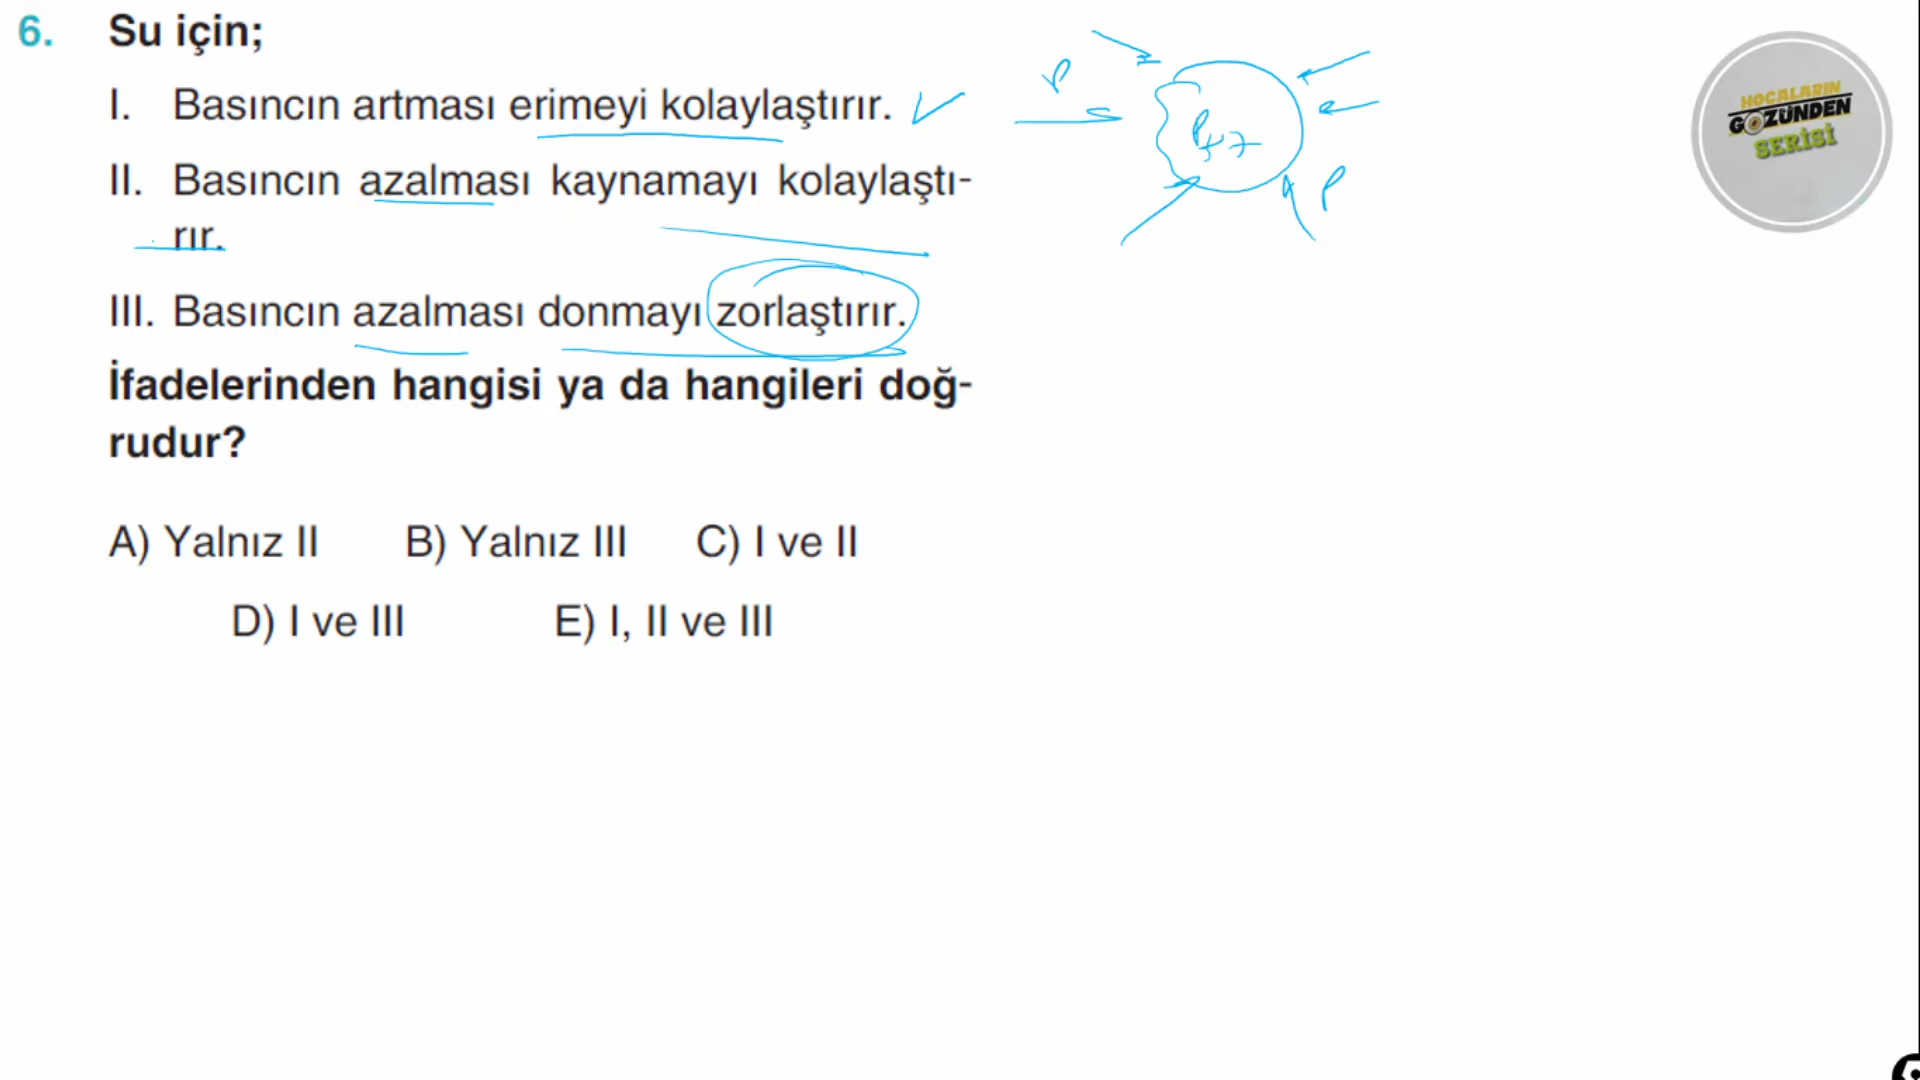 6. Su için;
I. Basıncın artması erimeyi kolaylaştırır.
II. Basıncın azalması kaynamayı kolaylaştı-
rır.
III. Basıncın azalması donmayı zorlaştırır.
İfadelerinden hangisi ya da hangileri doğ-
rudur?
A) Yalnız II B) Yalnız III C) I ve II
D) I ve III E) I, II ve III
P
P
HOCALARIN
GÖZÜNDEN
SERİSİ